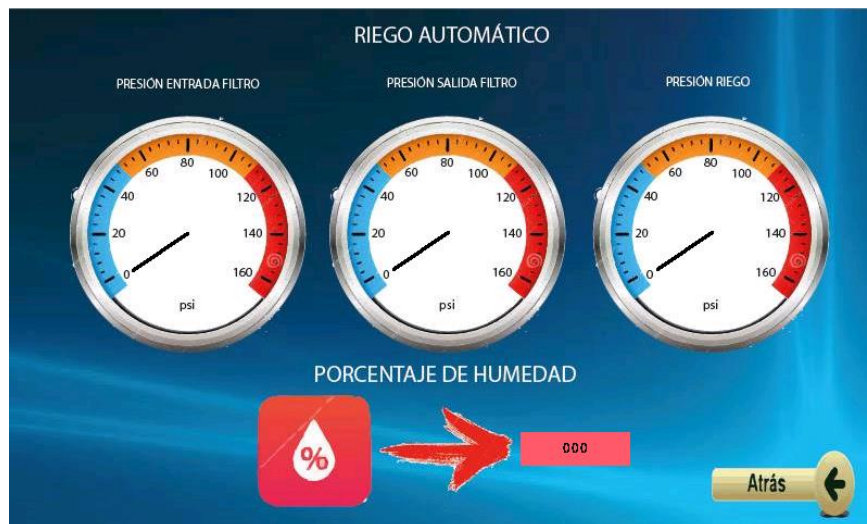 RIEGO AUTOMÁTICO
PRESIÓN ENTRADA FILTRO
PRESIÓN SALIDA FILTRO
PRESIÓN RIEGO
0 20 40 60 80 100 120 140 160
psi
0 20 40 60 80 100 120 140 160
psi
0 20 40 60 80 100 120 140 160
psi
PORCENTAJE DE HUMEDAD
%
000
Atrás